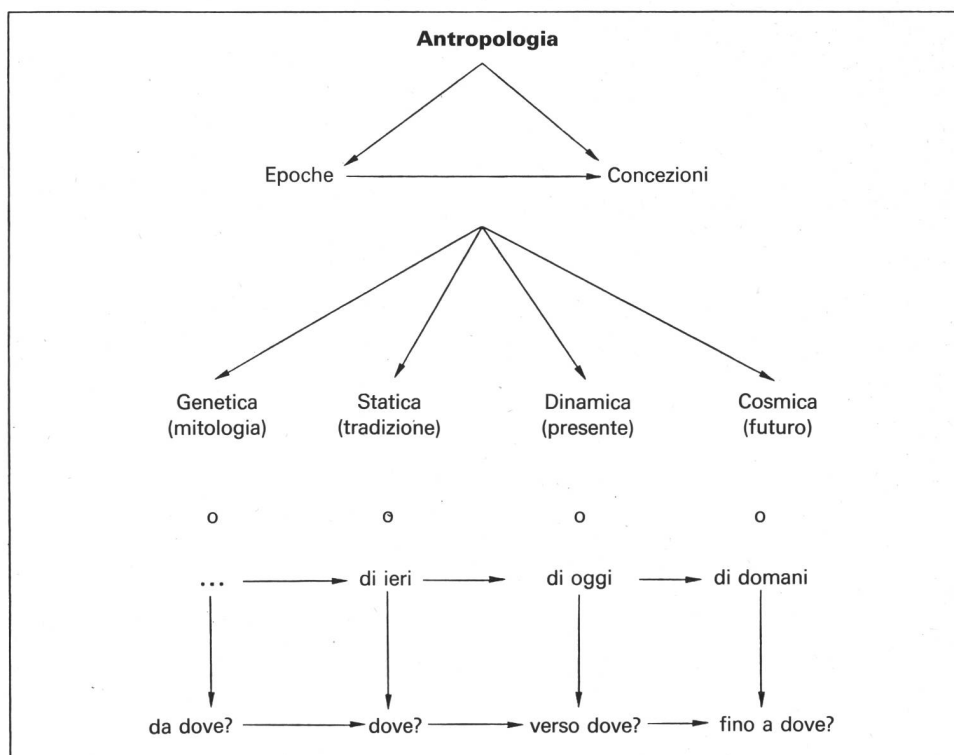 Antropologia
Epoche Concezioni
Genetica Statica Dinamica Cosmica
(mitologia) (tradizione) (presente) (futuro)
o o o o
... di ieri di oggi di domani
da dove? dove? verso dove? fino a dove?